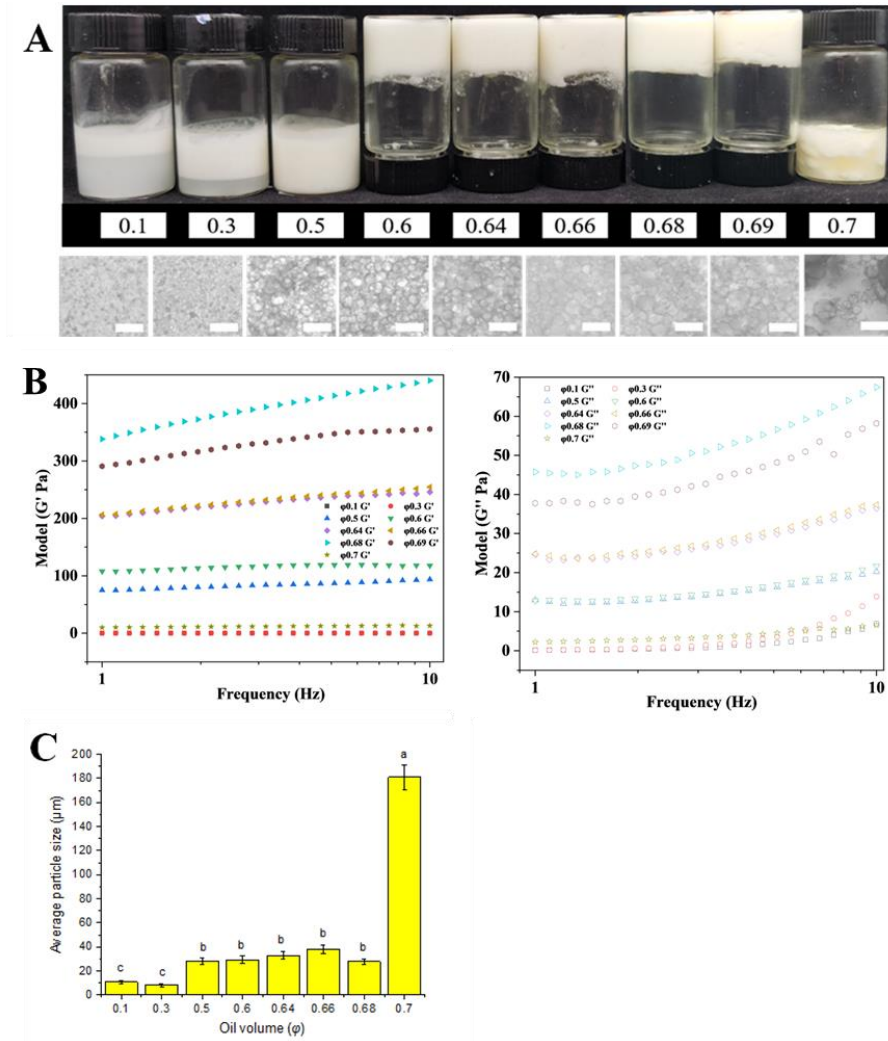 A
0.1 0.3 0.5 0.6 0.64 0.66 0.68 0.69 0.7
B
Model (G' Pa)
400
300
200
100
0
φ0.1 G' φ0.3 G'
φ0.5 G' φ0.6 G'
φ0.64 G' φ0.66 G'
φ0.68 G' φ0.69 G'
φ0.7 G'
1 10
Frequency (Hz)
Model (G'' Pa)
70
60
50
40
30
20
10
0
φ0.1 G'' φ0.3 G''
φ0.5 G'' φ0.6 G''
φ0.64 G'' φ0.66 G''
φ0.68 G'' φ0.69 G''
φ0.7 G''
1 10
Frequency (Hz)
C
Average particle size (μm)
200
180
160
140
120
100
80
60
40
20
0
c c b b b b b a
0.1 0.3 0.5 0.6 0.64 0.66 0.68 0.7
Oil volume (φ)